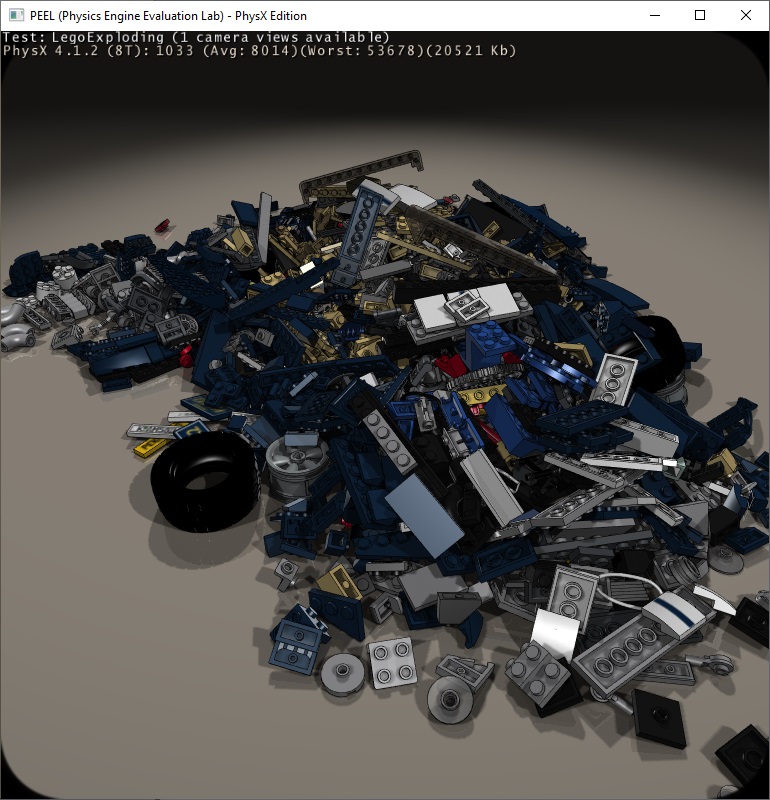 PEEL (Physics Engine Evaluation Lab) - PhysX Edition
Test: LegoExploding (1 camera views available)
PhysX 4.1.2 (8T): 1033 (Avg: 8014)(Worst: 53678)(20521 Kb)